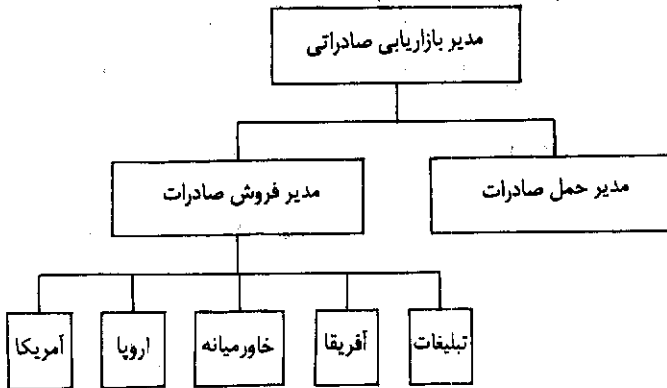 مدیر بازاریابی صادراتی
مدیر حمل صادرات
مدیر فروش صادرات
تبلیغات
آفریقا
خاورمیانه
اروپا
آمریکا